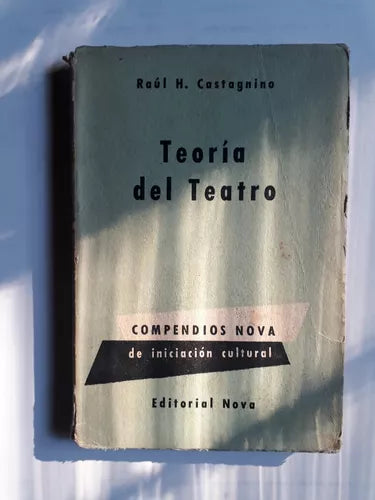 Raúl H. Castagnino
Teoría
del Teatro
COMPENDIOS NOVA
de iniciación cultural
Editorial Nova